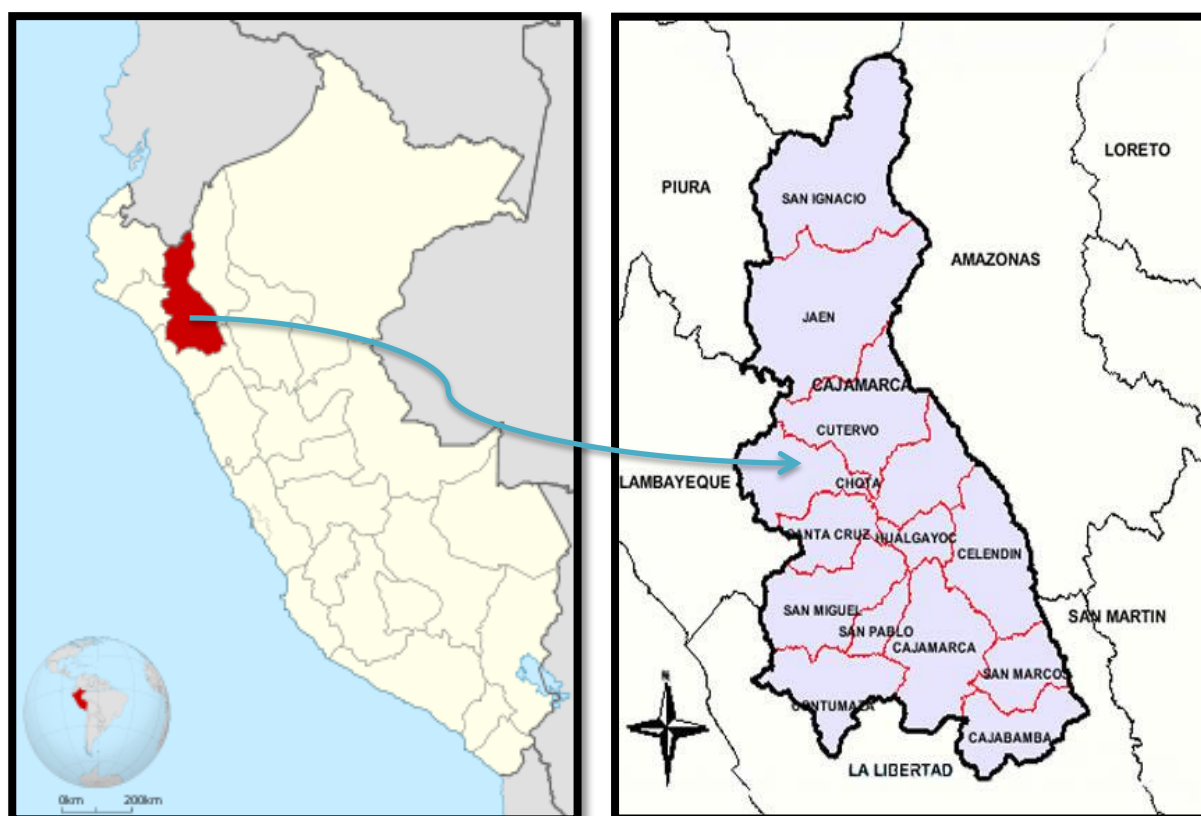 0km 200km
LORETO
PIURA
SAN IGNACIO
AMAZONAS
JAEN
CAJAMARCA
CUTERVO
LAMBAYEQUE
CHOTA
SANTA CRUZ
HUALGAYOC
CELENDIN
SAN MIGUEL
SAN MARTIN
SAN PABLO
CAJAMARCA
SAN MARCOS
N
CONTUMAZA
CAJABAMBA
LA LIBERTAD